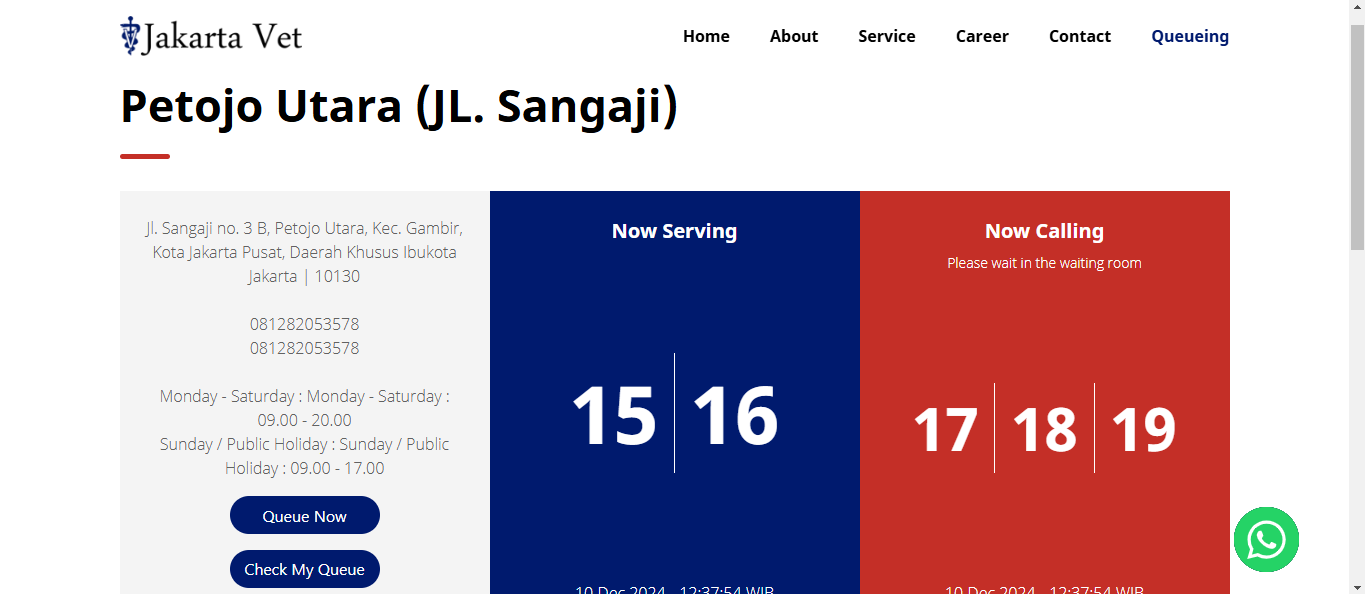 Jakarta Vet
Home About Service Career Contact Queueing
Petojo Utara (JL. Sangaji)
Jl. Sangaji no. 3 B, Petojo Utara, Kec. Gambir,
Kota Jakarta Pusat, Daerah Khusus Ibukota
Jakarta | 10130
081282053578
081282053578
Monday - Saturday : Monday - Saturday :
09.00 - 20.00
Sunday / Public Holiday : Sunday / Public
Holiday : 09.00 - 17.00
Queue Now
Check My Queue
Now Serving
15 16
10 Dec 2024 - 12:37:54 WIB
Now Calling
Please wait in the waiting room
17 18 19
10 Dec 2024 - 12:37:54 WIB